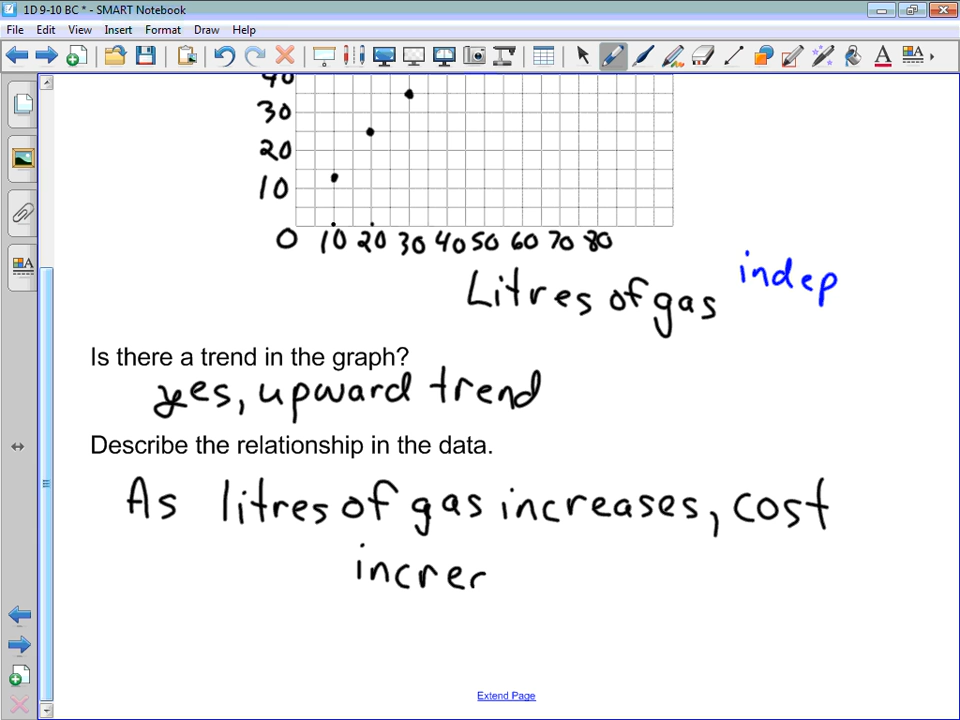 1D 9-10 BC * - SMART Notebook
File Edit View Insert Format Draw Help
40
30
20
10
0 10 20 30 40 50 60 70 80
Litres of gas indep
Is there a trend in the graph?
yes, upward trend
Describe the relationship in the data.
As litres of gas increases, cost
increr
Extend Page